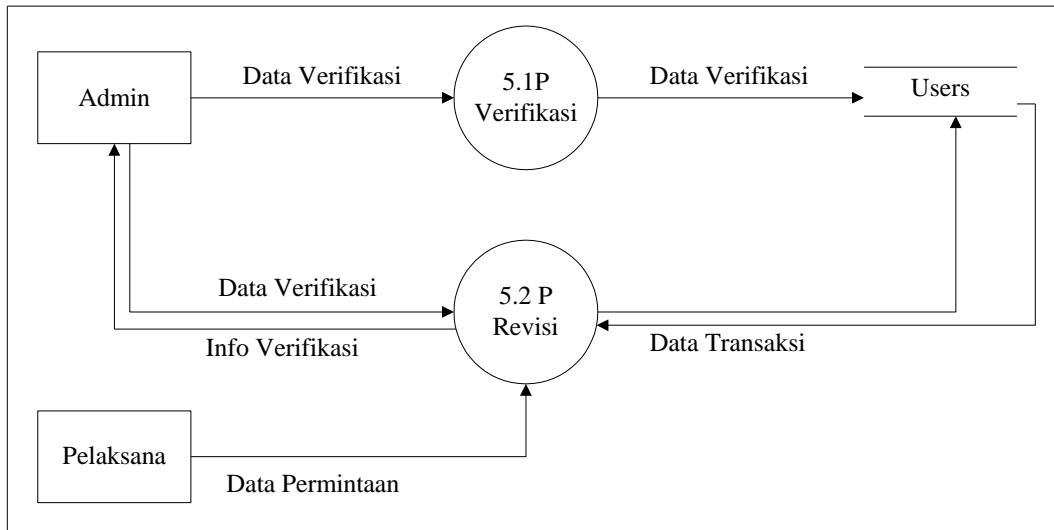 Admin
Data Verifikasi
5.1P
Verifikasi
Data Verifikasi
Users
Data Verifikasi
Info Verifikasi
5.2 P
Revisi
Data Transaksi
Pelaksana
Data Permintaan